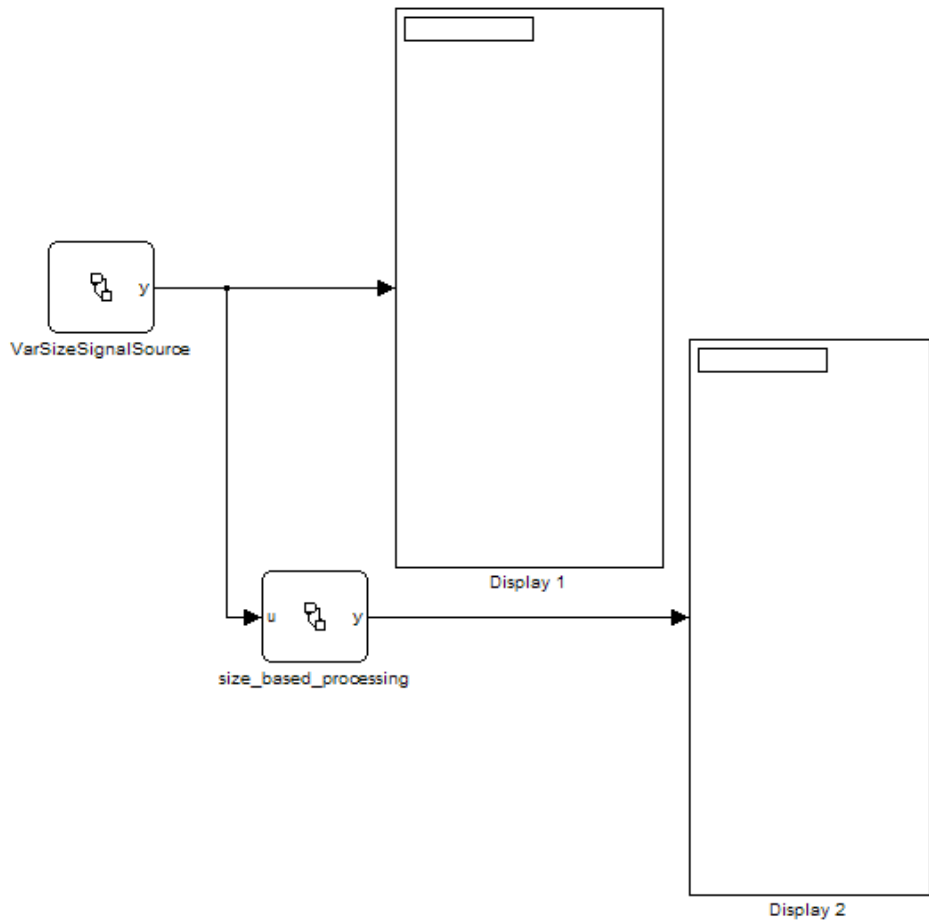 y
VarSizeSignalSource
Display 1
u
y
size_based_processing
Display 2